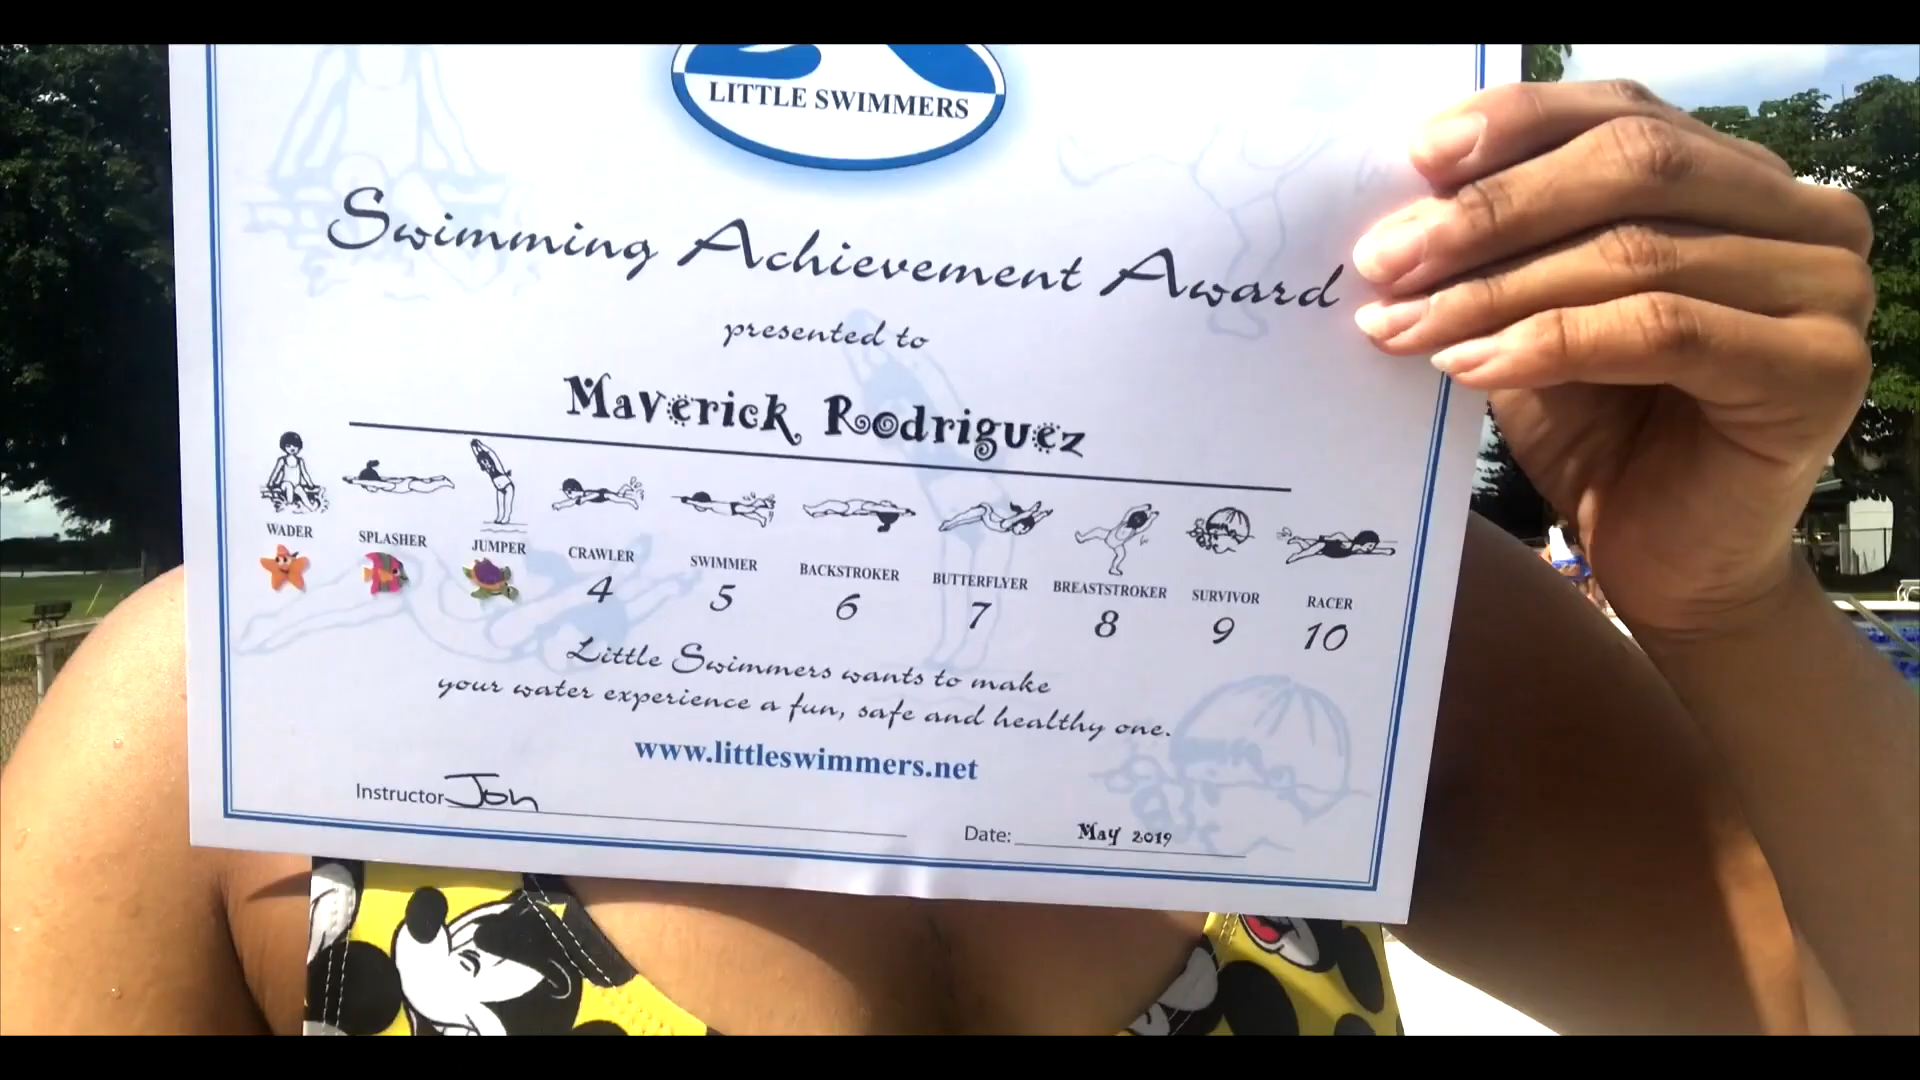 LITTLE SWIMMERS
Swimming Achievement Award
presented to
Maverick Rodriguez
WADER SPLASHER JUMPER CRAWLER SWIMMER BACKSTROKER BUTTERFLYER BREASTSTROKER SURVIVOR RACER
4 5 6 7 8 9 10
Little Swimmers wants to make
your water experience a fun, safe and healthy one.
www.littleswimmers.net
Instructor Jon
Date: May 2019